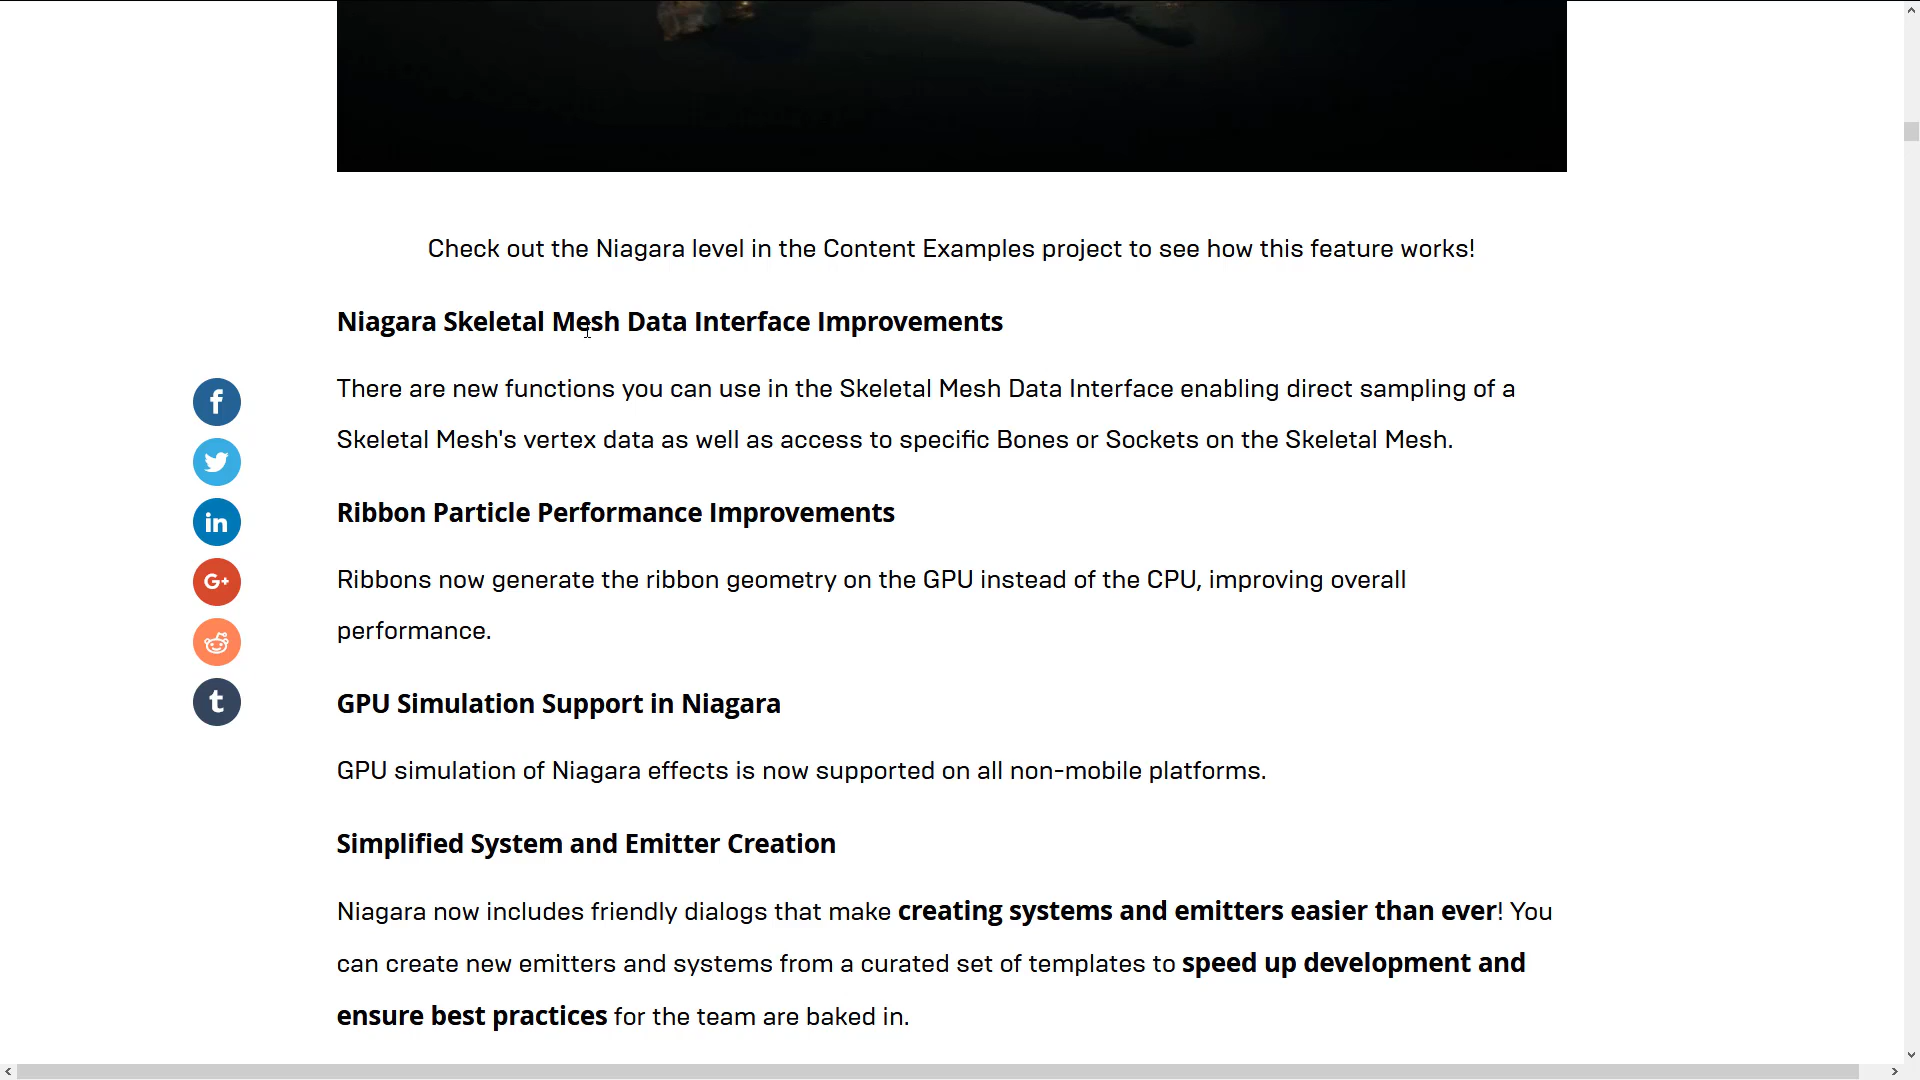 Check out the Niagara level in the Content Examples project to see how this feature works!
Niagara Skeletal Mesh Data Interface Improvements
There are new functions you can use in the Skeletal Mesh Data Interface enabling direct sampling of a
Skeletal Mesh's vertex data as well as access to specific Bones or Sockets on the Skeletal Mesh.
Ribbon Particle Performance Improvements
Ribbons now generate the ribbon geometry on the GPU instead of the CPU, improving overall
performance.
GPU Simulation Support in Niagara
GPU simulation of Niagara effects is now supported on all non-mobile platforms.
Simplified System and Emitter Creation
Niagara now includes friendly dialogs that make creating systems and emitters easier than ever! You
can create new emitters and systems from a curated set of templates to speed up development and
ensure best practices for the team are baked in.
f
in
G+
t